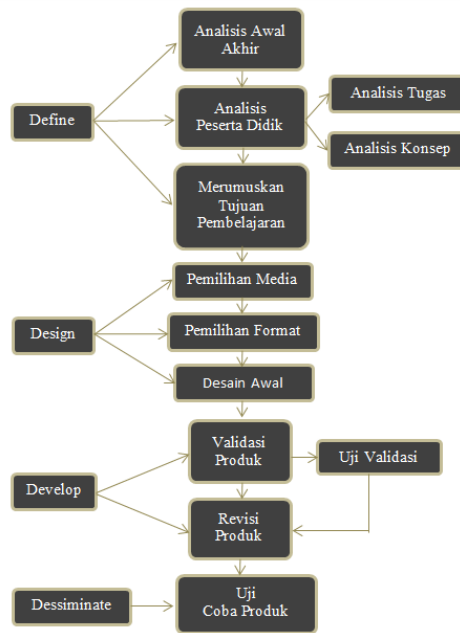 Analisis Awal
Akhir
Define
Analisis
Peserta Didik
Analisis Tugas
Analisis Konsep
Merumuskan
Tujuan
Pembelajaran
Design
Pemilihan Media
Pemilihan Format
Desain Awal
Develop
Validasi
Produk
Uji Validasi
Revisi
Produk
Dessiminate
Uji
Coba Produk